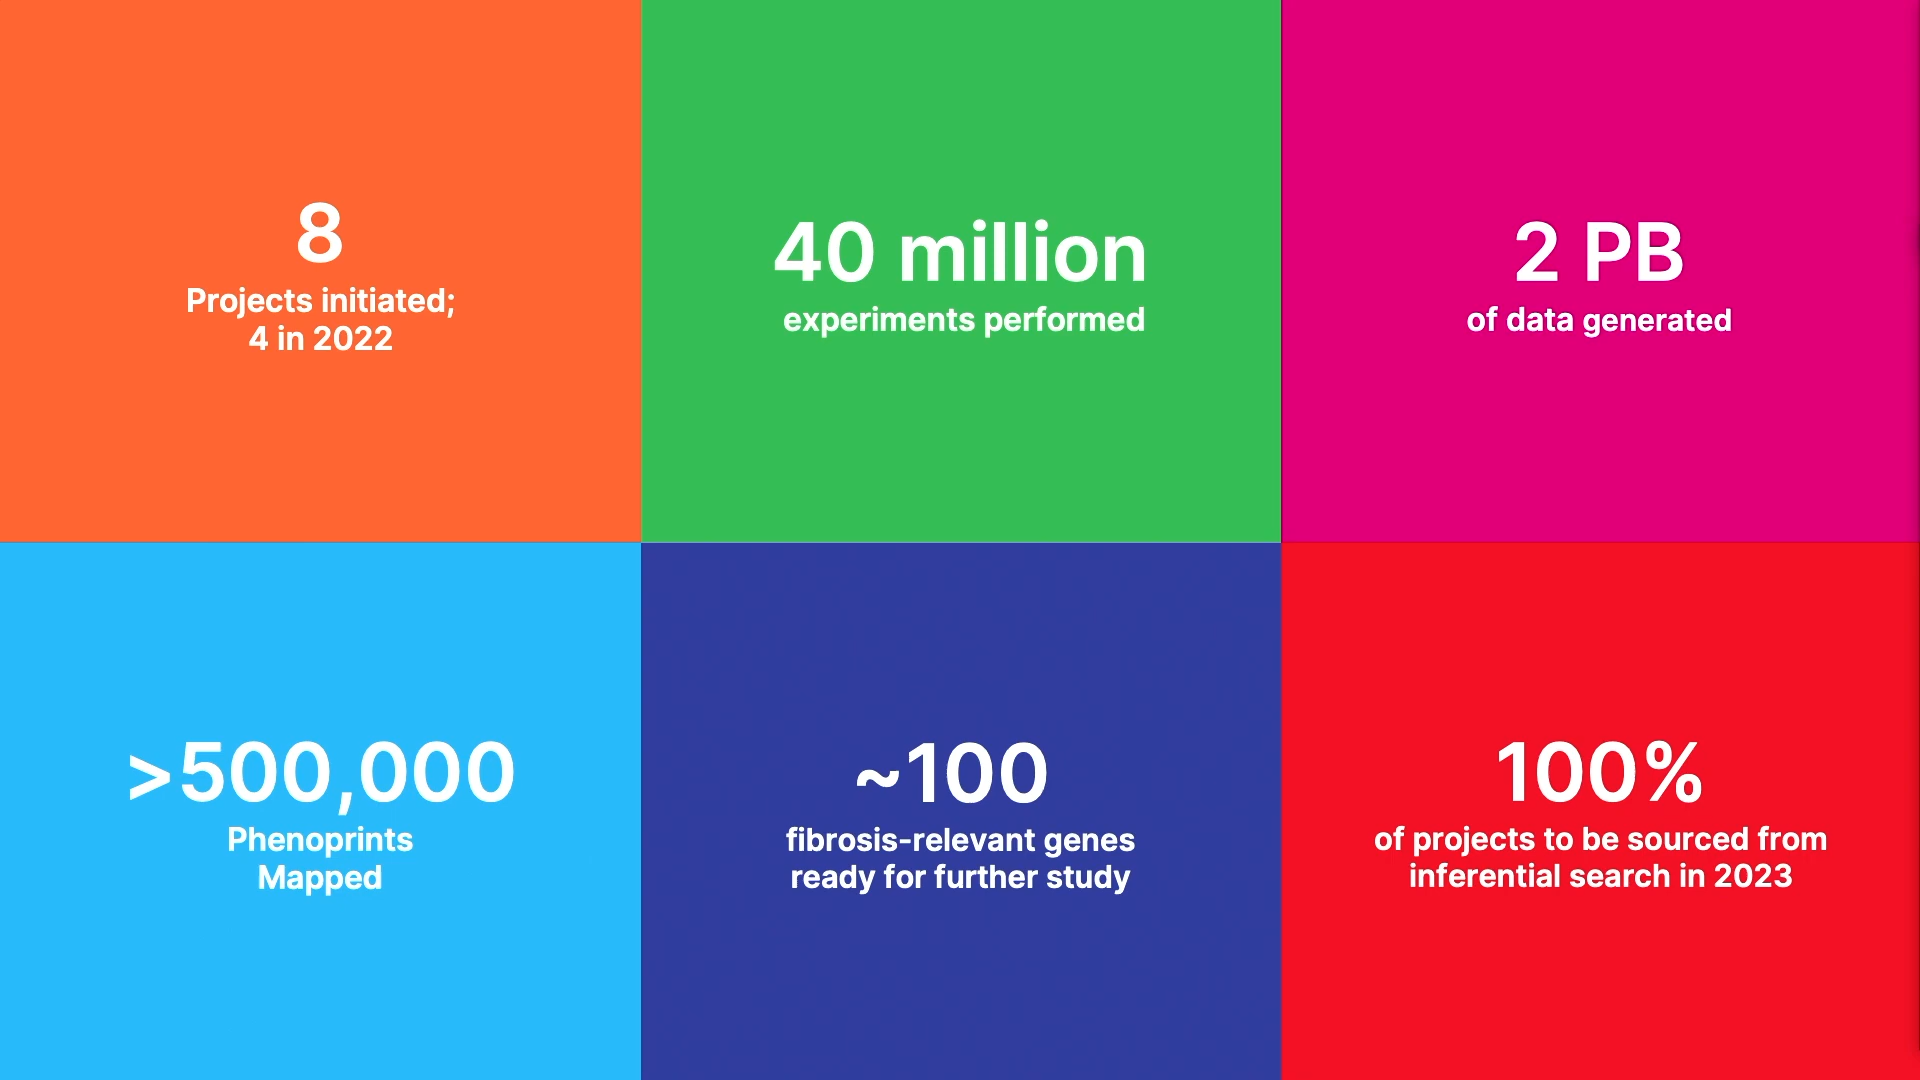 8
Projects initiated;
4 in 2022
40 million
experiments performed
2 PB
of data generated
>500,000
Phenoprints
Mapped
~100
fibrosis-relevant genes
ready for further study
100%
of projects to be sourced from
inferential search in 2023